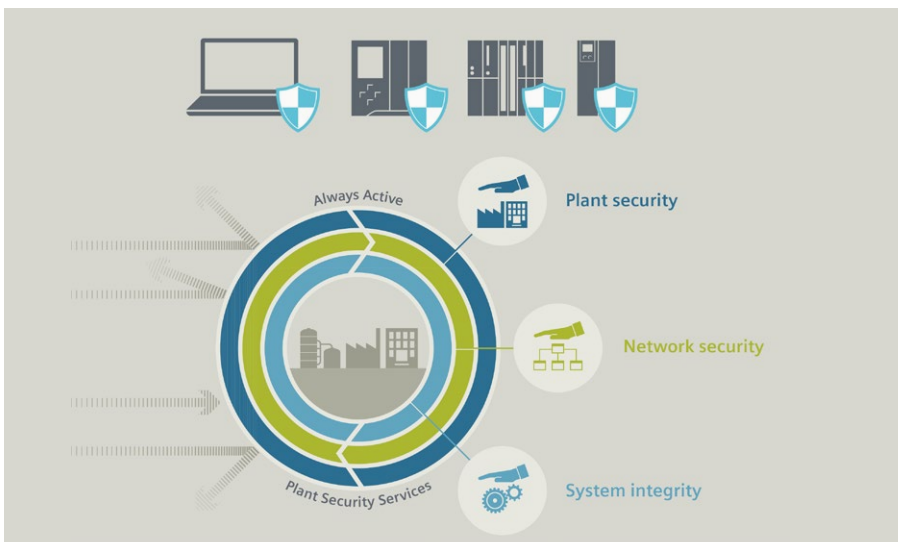 Always Active
Plant security
Network security
Plant Security Services
System integrity